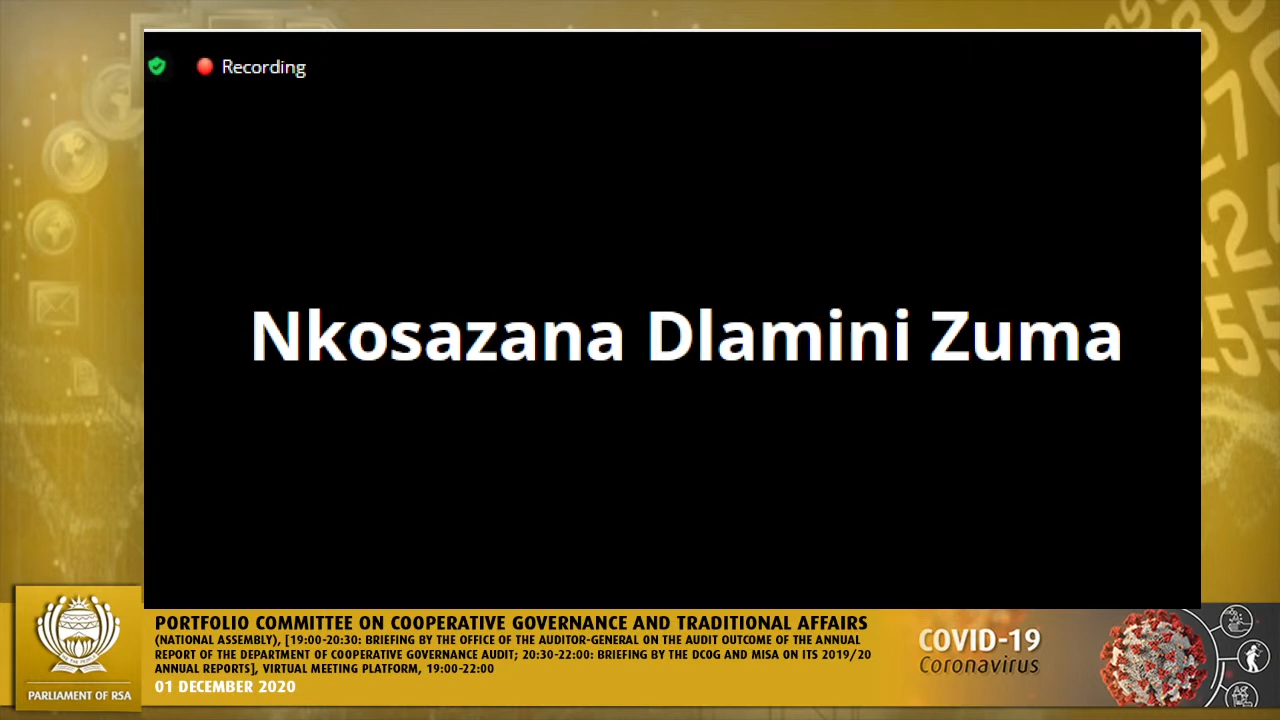 Recording
Nkosazana Dlamini Zuma
PORTFOLIO COMMITTEE ON COOPERATIVE GOVERNANCE AND TRADITIONAL AFFAIRS
(NATIONAL ASSEMBLY), [19:00-20:30: BRIEFING BY THE OFFICE OF THE AUDITOR-GENERAL ON THE AUDIT OUTCOME OF THE ANNUAL
REPORT OF THE DEPARTMENT OF COOPERATIVE GOVERNANCE AUDIT; 20:30-22:00: BRIEFING BY THE DCOG AND MISA ON ITS 2019/20
ANNUAL REPORTS], VIRTUAL MEETING PLATFORM, 19:00-22:00
01 DECEMBER 2020
PARLIAMENT OF RSA
COVID-19
Coronavirus